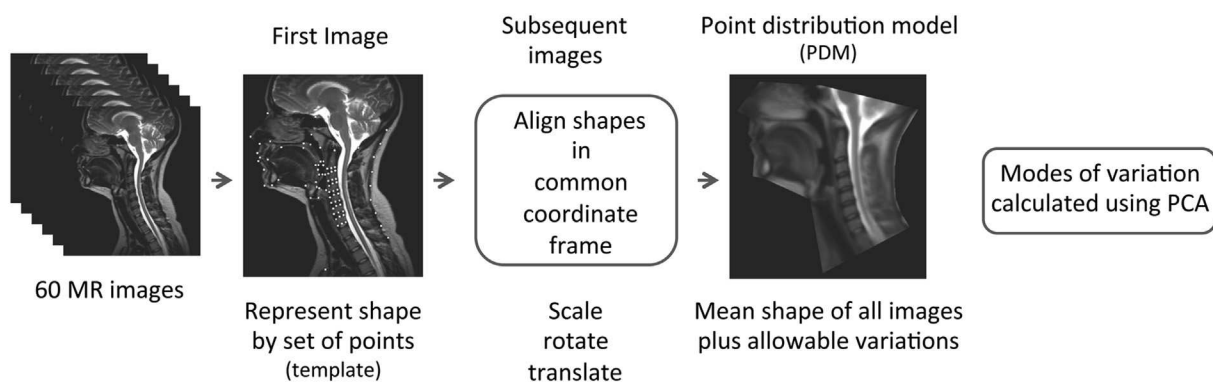 60 MR images
First Image
Represent shape
by set of points
(template)
Subsequent
images
Align shapes
in
common
coordinate
frame
Scale
rotate
translate
Point distribution model
(PDM)
Mean shape of all images
plus allowable variations
Modes of variation
calculated using PCA